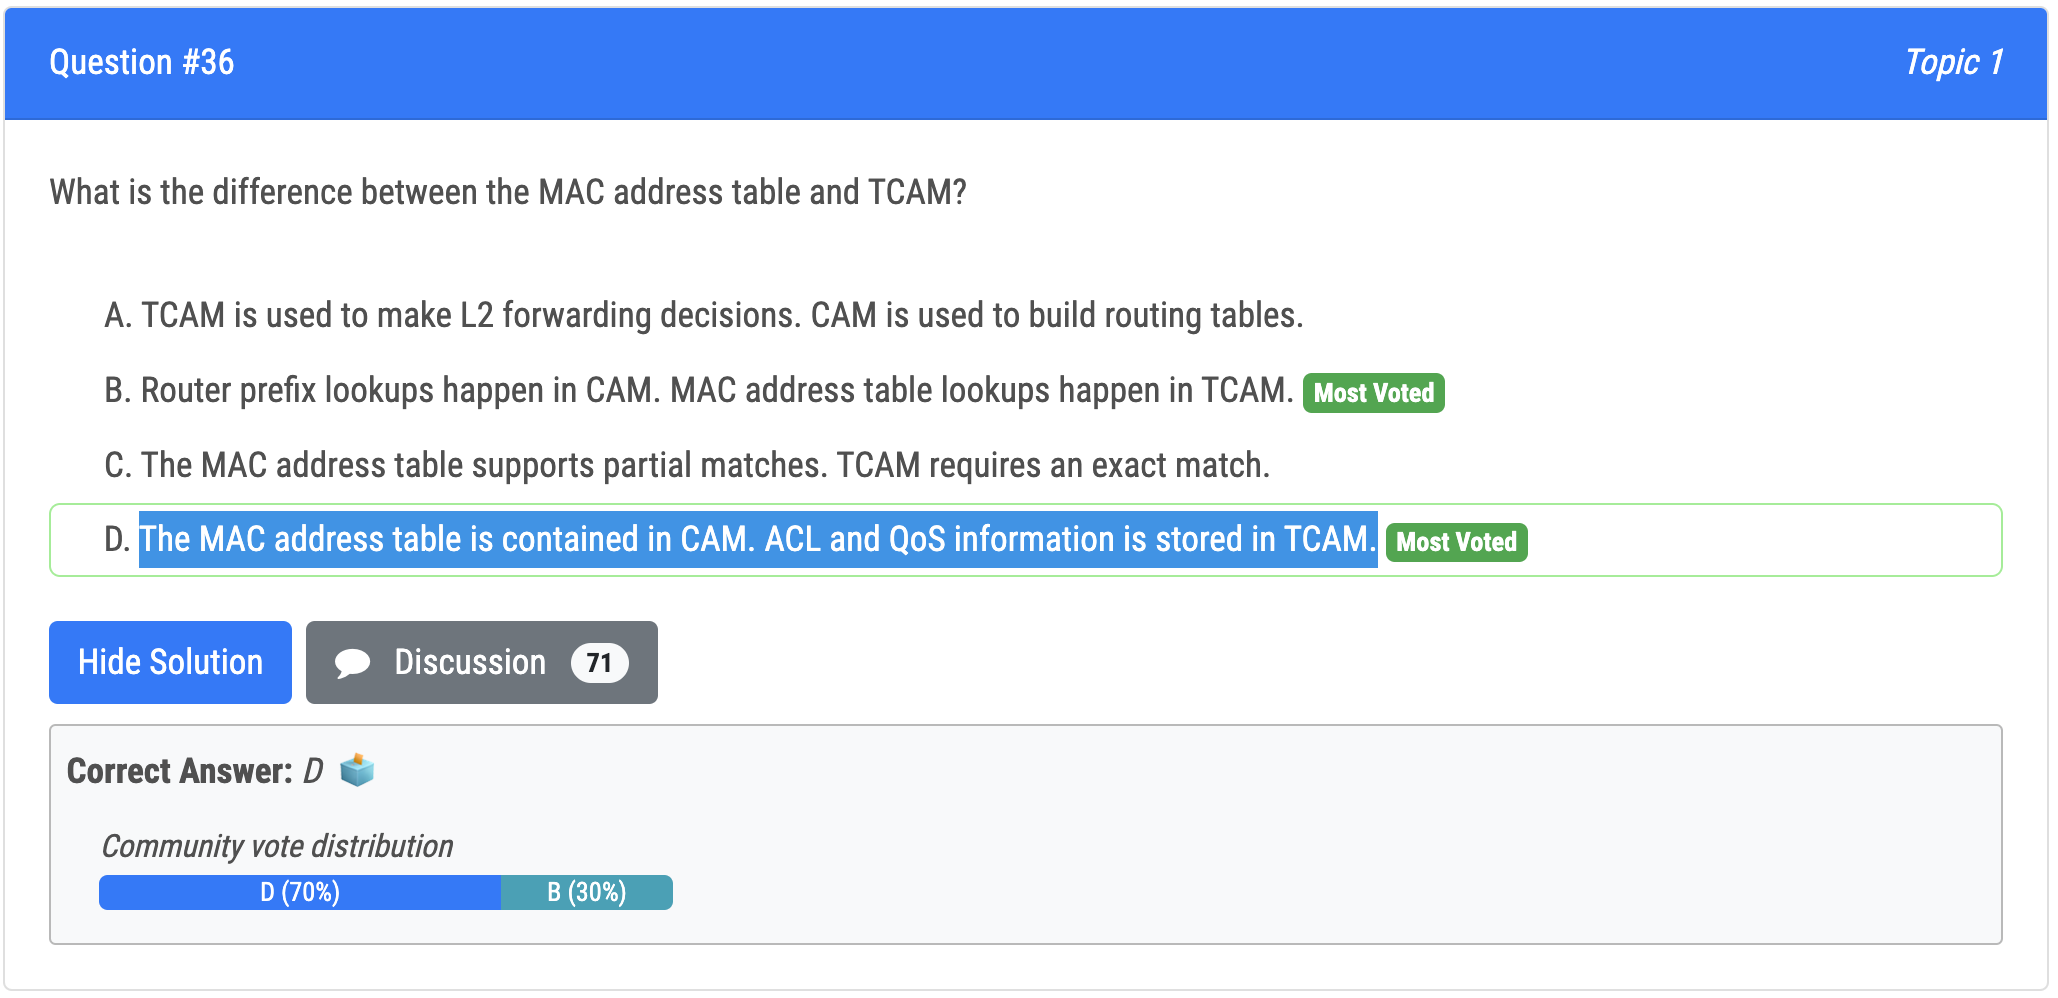 Question #36
Topic 1
What is the difference between the MAC address table and TCAM?
A. TCAM is used to make L2 forwarding decisions. CAM is used to build routing tables.
B. Router prefix lookups happen in CAM. MAC address table lookups happen in TCAM. Most Voted
C. The MAC address table supports partial matches. TCAM requires an exact match.
D. The MAC address table is contained in CAM. ACL and QoS information is stored in TCAM. Most Voted
Hide Solution
Discussion 71
Correct Answer: D
Community vote distribution
D (70%) B (30%)